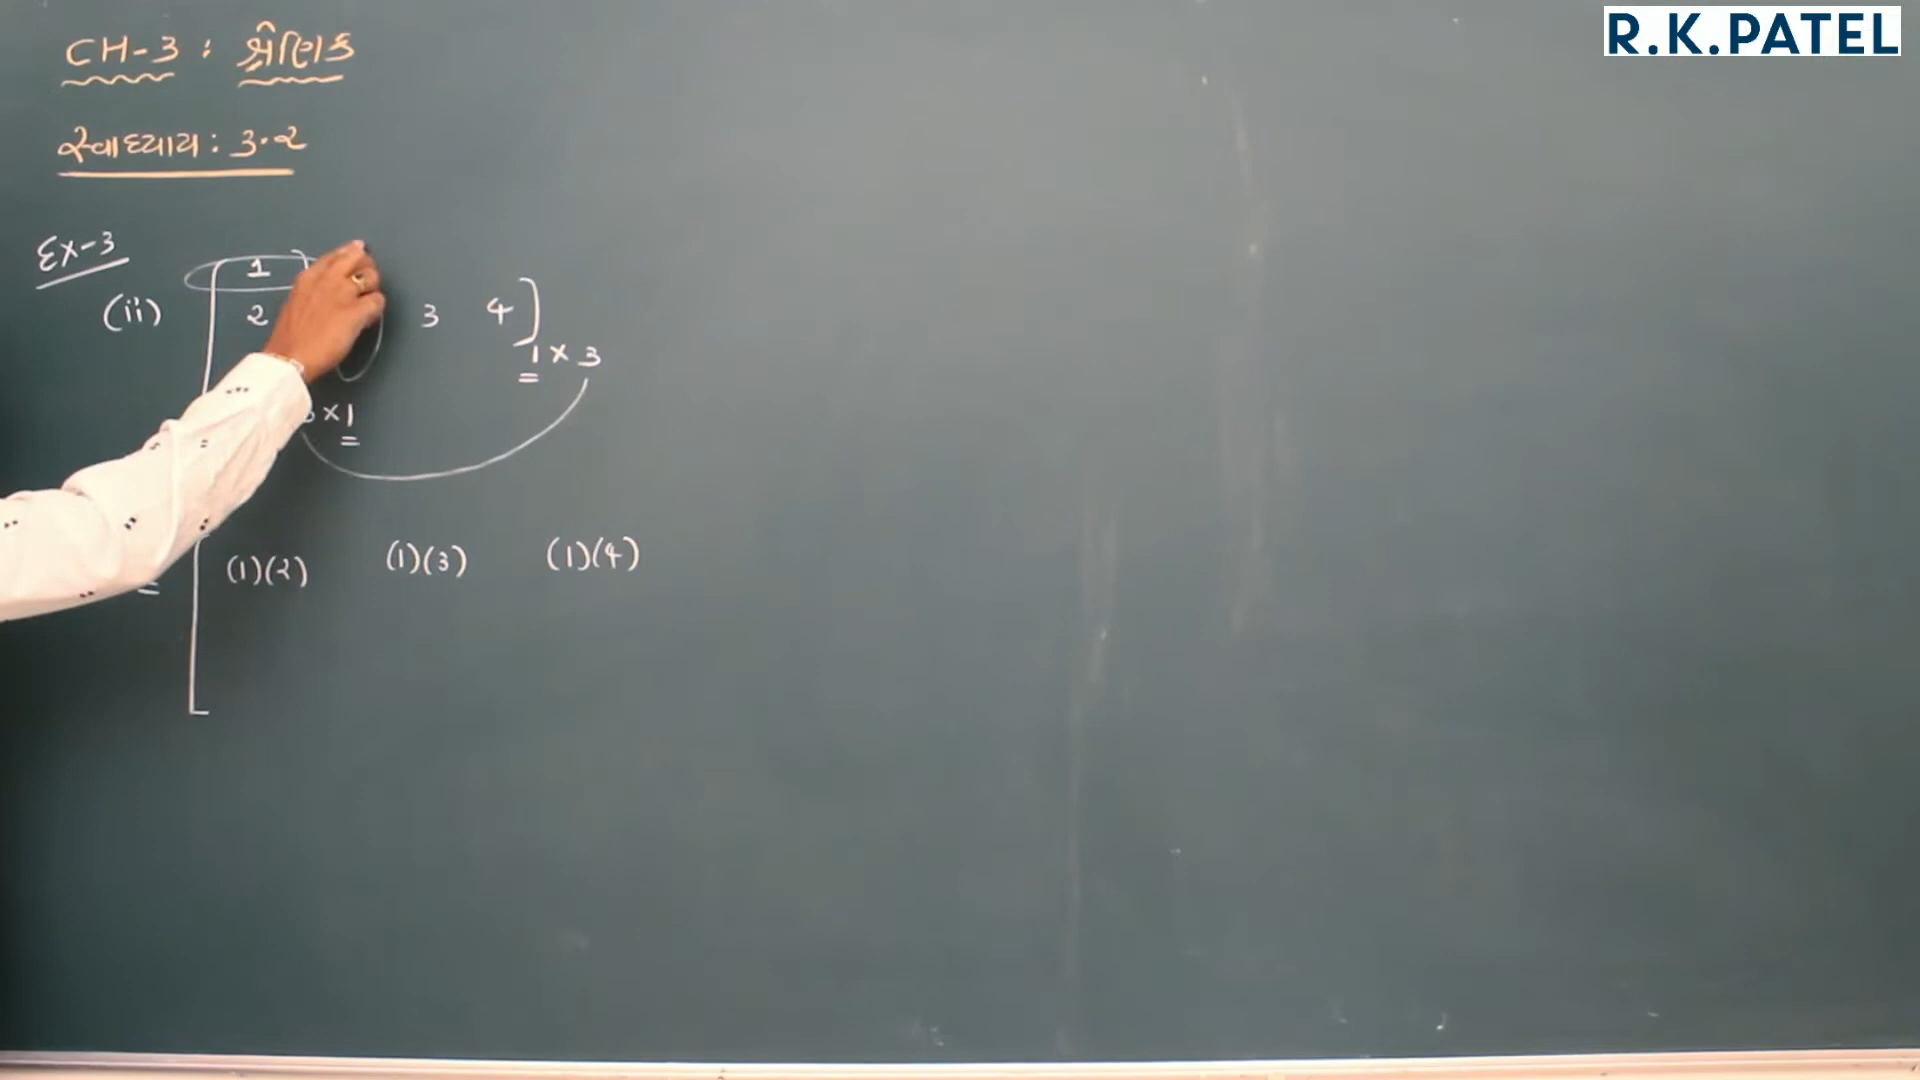 R.K.PATEL
CH-3 : શ્રેણિક
સ્વાધ્યાય : 3.2
Ex-3
1
(ii) 2 3 4
1 × 3
3 × 1
= (1)(2) (1)(3) (1)(4)